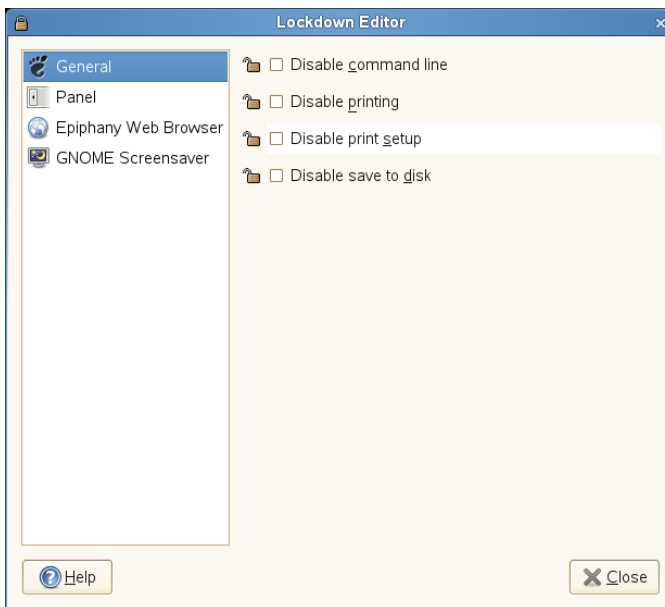 Lockdown Editor
General
Panel
Epiphany Web Browser
GNOME Screensaver
Disable command line
Disable printing
Disable print setup
Disable save to disk
Help
Close